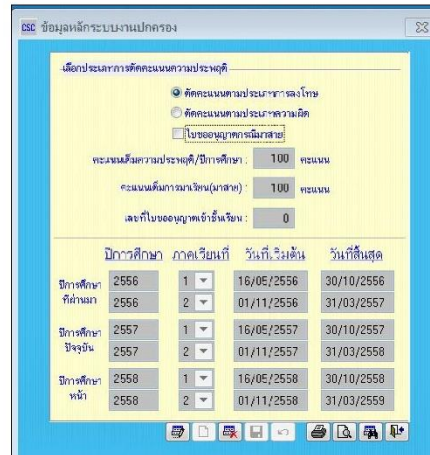 CSC ข้อมูลหลักระบบงานปกครอง
เลือกประเภทการตัดคะแนนความประพฤติ
ตัดคะแนนตามประเภทการลงโทษ
ตัดคะแนนตามประเภทความผิด
ใบขออนุญาตกรณีมาสาย
คะแนนเต็มความประพฤติ/ปีการศึกษา : 100 คะแนน
คะแนนเต็มการมาเรียน(มาสาย) : 100 คะแนน
เลขที่ใบขออนุญาตเข้าชั้นเรียน : 0
ปีการศึกษา ภาคเรียนที่ วันที่เริ่มต้น วันที่สิ้นสุด
ปีการศึกษา 2556 1 16/05/2556 30/10/2556
ที่ผ่านมา 2556 2 01/11/2556 31/03/2557
ปีการศึกษา 2557 1 16/05/2557 30/10/2557
ปัจจุบัน 2557 2 01/11/2557 31/03/2558
ปีการศึกษา 2558 1 16/05/2558 30/10/2558
หน้า 2558 2 01/11/2558 31/03/2559